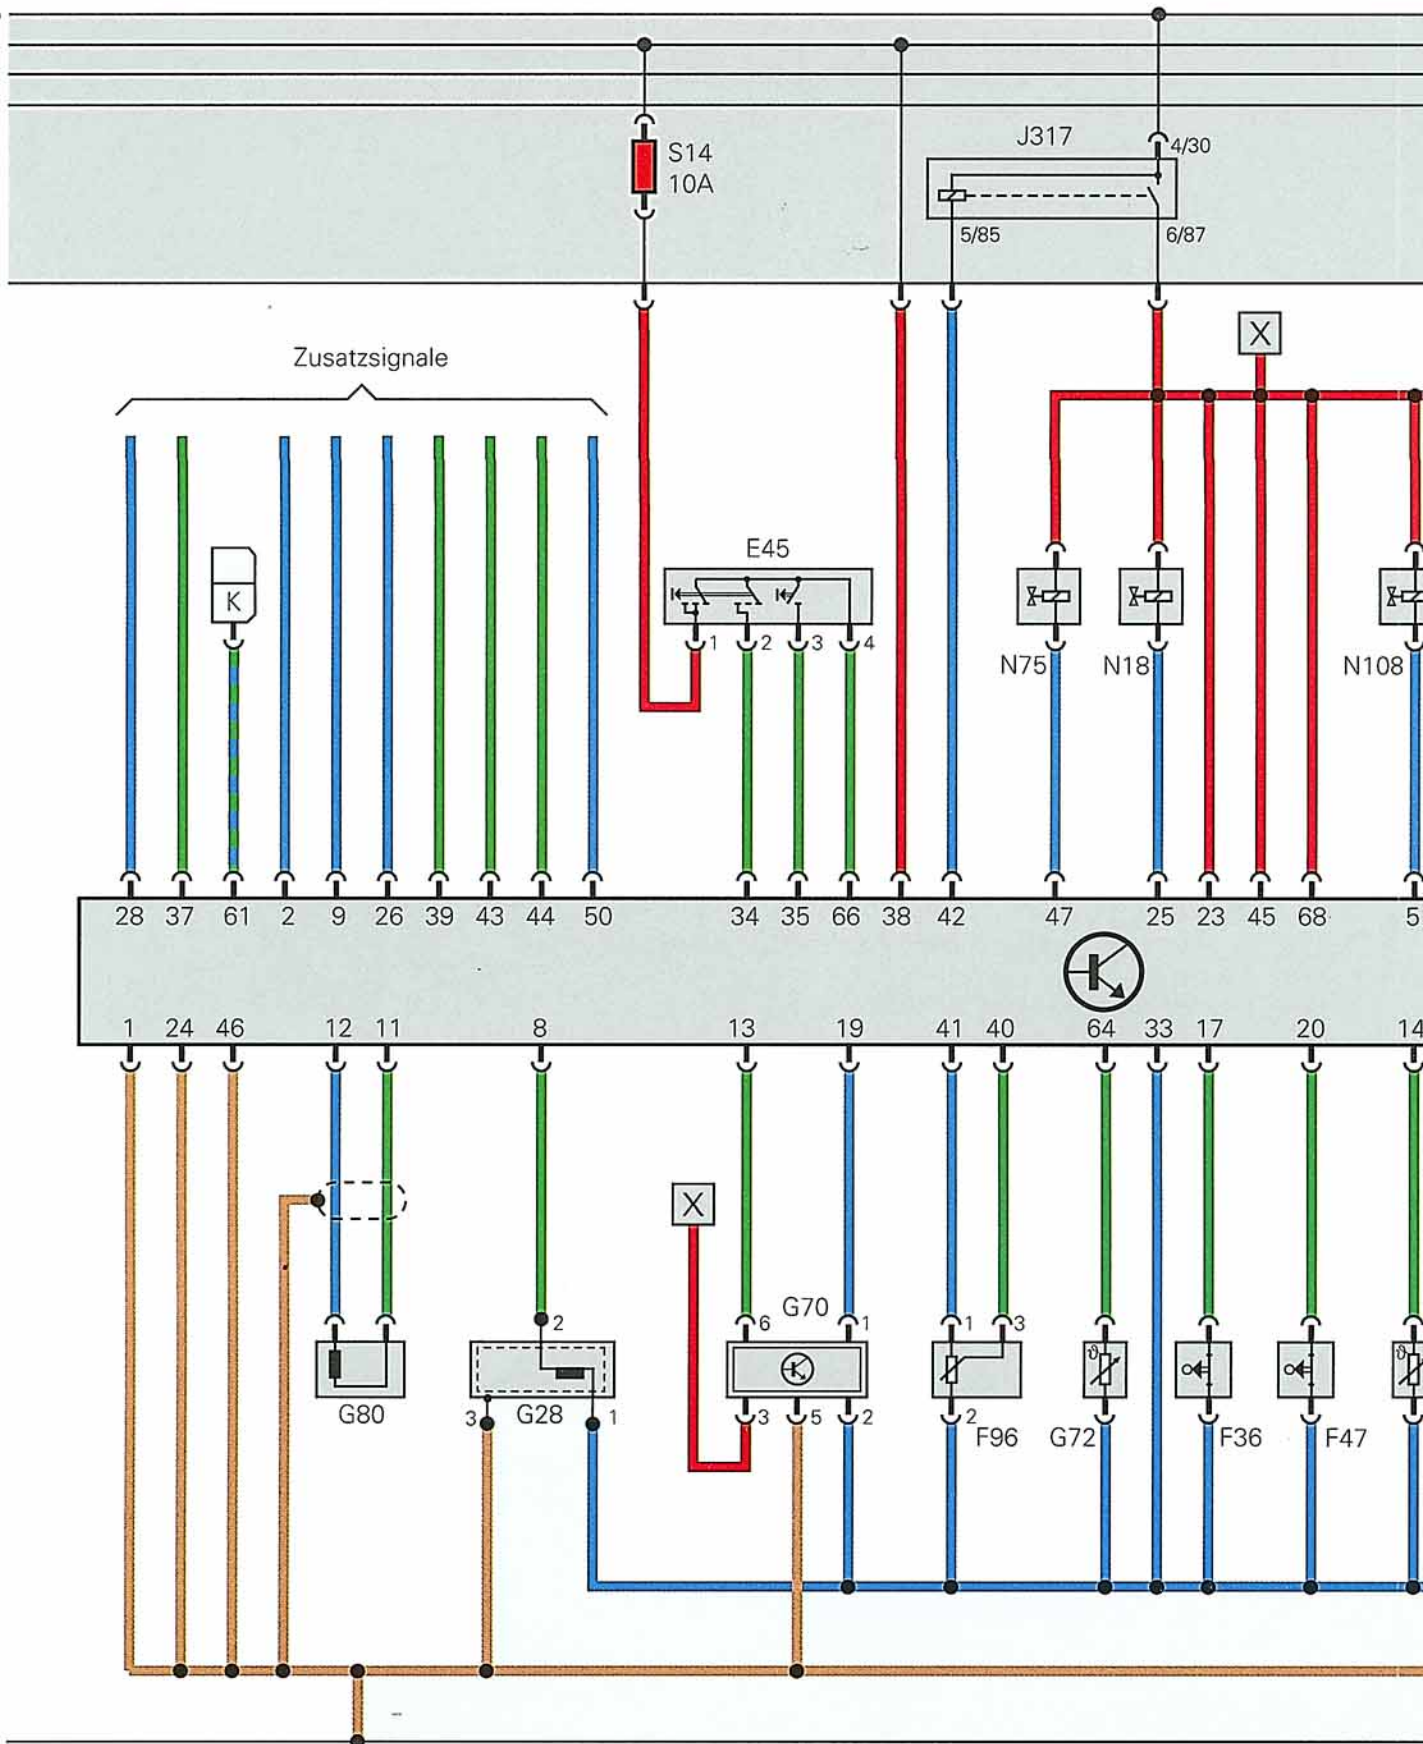 J317
4/30
S14
10A
5/85
6/87
X
Zusatzsignale
E45
K
1 2 3 4
N75 N18 N108
28 37 61 2 9 26 39 43 44 50 34 35 66 38 42 47 25 23 45 68 5
1 24 46 12 11 8 13 19 41 40 64 33 17 20 14
X
G70
2 6 1 1 3
ϑ ϑ
G80 3 G28 1 3 5 2 2
F96 G72 F36 F47